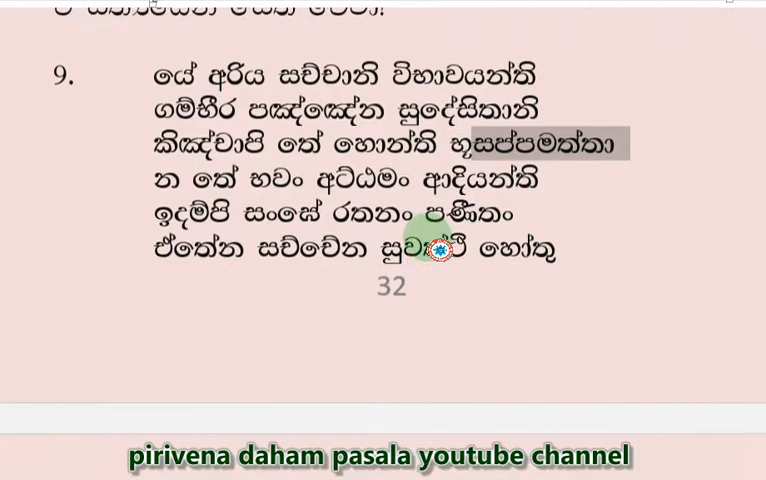 9.
යේ අරිය සච්චානි විභාවයන්ති
ගම්භීර පඤ්ඤේන සුදේසිතානි
කිඤ්චාපි තේ හොන්ති භූසප්පමත්තා
න තේ භවං අට්ඨමං ආදියන්ති
ඉදම්පි සංඝේ රතනං පණීතං
ඒතේන සච්චේන හෝතු
32
pirivena daham pasala youtube channel